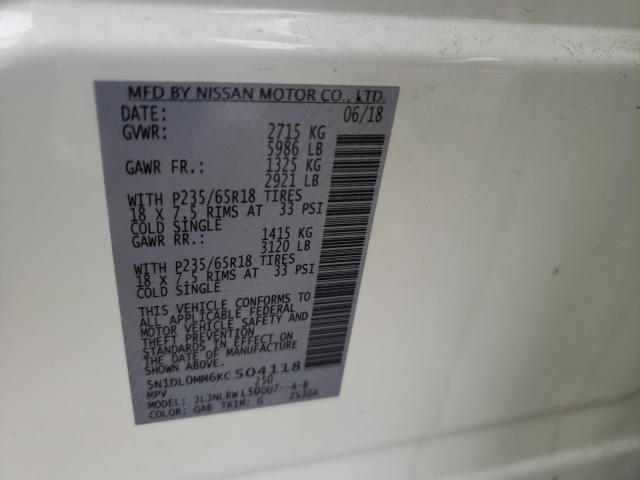 MFD BY NISSAN MOTOR CO., LTD.
DATE: 06/18
GVWR: 2715 KG
5986 LB
GAWR FR.: 1325 KG
2921 LB
WITH P235/65R18 TIRES
18 X 7.5 RIMS AT 33 PSI
COLD SINGLE
GAWR RR.: 1415 KG
3120 LB
WITH P235/65R18 TIRES
18 X 7.5 RIMS AT 33 PSI
COLD SINGLE
THIS VEHICLE CONFORMS TO
ALL APPLICABLE FEDERAL
MOTOR VEHICLE SAFETY AND
THEFT PREVENTION
STANDARDS IN EFFECT ON
THE DATE OF MANUFACTURE
SHOWN ABOVE.
5N1DL0MM6KC504118
MPV 250
MODEL: JLJNLRWL50DU7--A-B
COLOR: QAB TRIM: G ZS30A